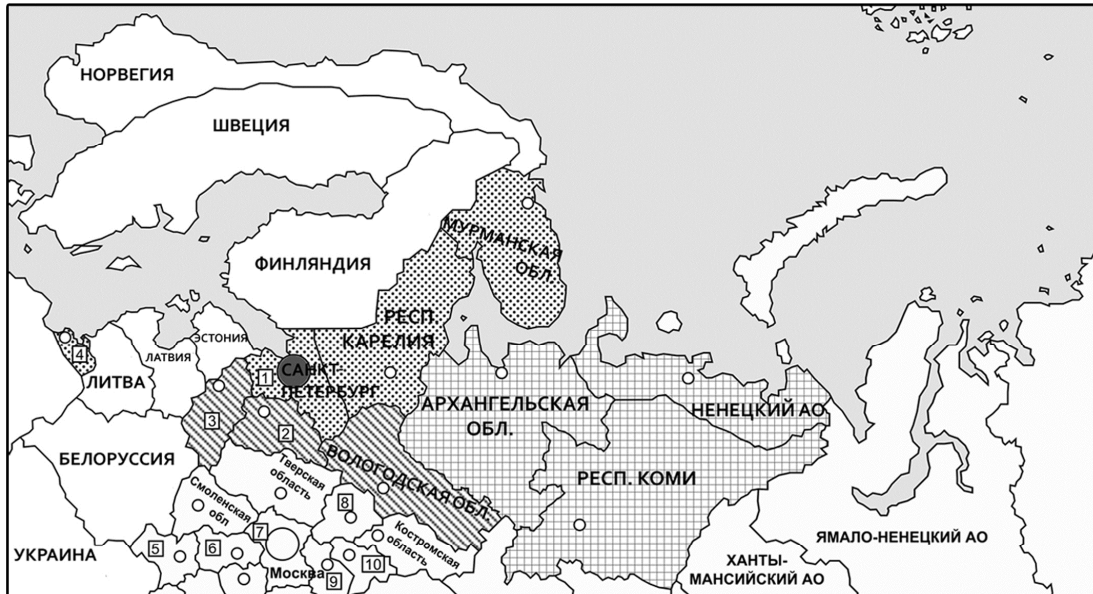 НОРВЕГИЯ
ШВЕЦИЯ
ФИНЛЯНДИЯ
МУРМАНСКАЯ
ОБЛ.
РЕСП.
КАРЕЛИЯ
ЭСТОНИЯ
ЛАТВИЯ
4
ЛИТВА
1
САНКТ-
ПЕТЕРБУРГ
АРХАНГЕЛЬСКАЯ
ОБЛ.
НЕНЕЦКИЙ АО
3
2
БЕЛОРУССИЯ
Тверская
область
ВОЛОГОДСКАЯ ОБЛ.
РЕСП. КОМИ
Смоленская
обл
8
7
Костромская
область
5
6
10
УКРАИНА
Москва
9
ЯМАЛО-НЕНЕЦКИЙ АО
ХАНТЫ-
МАНСИЙСКИЙ АО